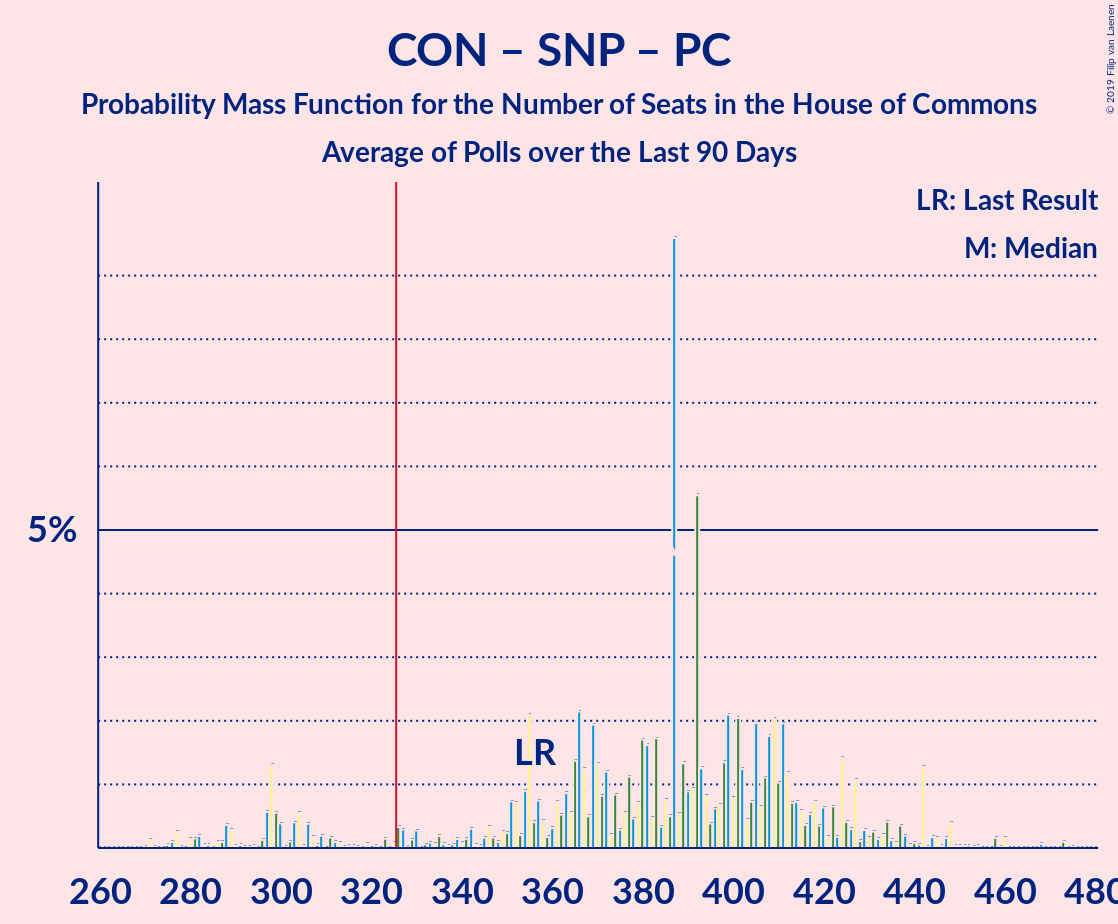 CON – SNP – PC
Probability Mass Function for the Number of Seats in the House of Commons
Average of Polls over the Last 90 Days
© 2019 Filip van Laenen
LR: Last Result
M: Median
5%
LR
260 280 300 320 340 360 380 400 420 440 460 480